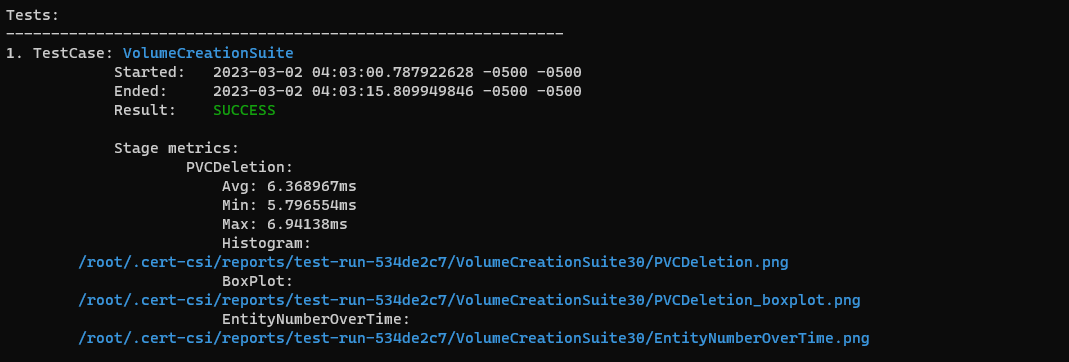 Tests:
--------------------------------------------------------------
1. TestCase: VolumeCreationSuite
Started: 2023-03-02 04:03:00.787922628 -0500 -0500
Ended: 2023-03-02 04:03:15.809949846 -0500 -0500
Result: SUCCESS
Stage metrics:
PVCDeletion:
Avg: 6.368967ms
Min: 5.796554ms
Max: 6.94138ms
Histogram:
/root/.cert-csi/reports/test-run-534de2c7/VolumeCreationSuite30/PVCDeletion.png
BoxPlot:
/root/.cert-csi/reports/test-run-534de2c7/VolumeCreationSuite30/PVCDeletion_boxplot.png
EntityNumberOverTime:
/root/.cert-csi/reports/test-run-534de2c7/VolumeCreationSuite30/EntityNumberOverTime.png